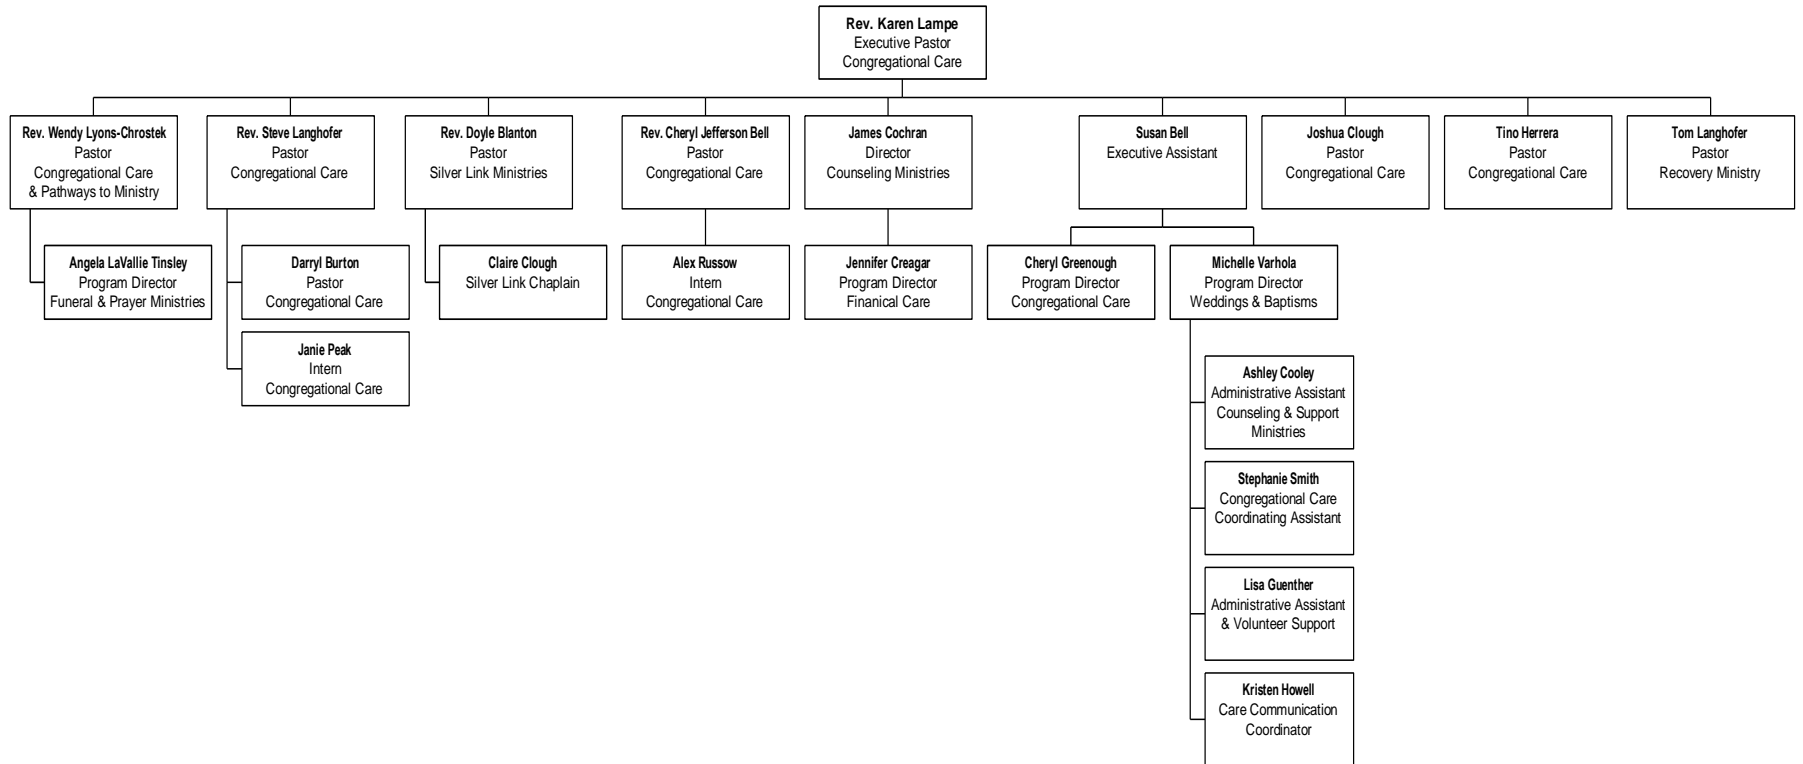 Rev. Karen Lampe
Executive Pastor
Congregational Care
Rev. Wendy Lyons-Chrostek
Pastor
Congregational Care
& Pathways to Ministry
Rev. Steve Langhofer
Pastor
Congregational Care
Rev. Doyle Blanton
Pastor
Silver Link Ministries
Rev. Cheryl Jefferson Bell
Pastor
Congregational Care
James Cochran
Director
Counseling Ministries
Susan Bell
Executive Assistant
Joshua Clough
Pastor
Congregational Care
Tino Herrera
Pastor
Congregational Care
Tom Langhofer
Pastor
Recovery Ministry
Angela LaVallie Tinsley
Program Director
Funeral & Prayer Ministries
Darryl Burton
Pastor
Congregational Care
Claire Clough
Silver Link Chaplain
Alex Russow
Intern
Congregational Care
Jennifer Creagar
Program Director
Finanical Care
Cheryl Greenough
Program Director
Congregational Care
Michelle Varhola
Program Director
Weddings & Baptisms
Janie Peak
Intern
Congregational Care
Ashley Cooley
Administrative Assistant
Counseling & Support
Ministries
Stephanie Smith
Congregational Care
Coordinating Assistant
Lisa Guenther
Administrative Assistant
& Volunteer Support
Kristen Howell
Care Communication
Coordinator